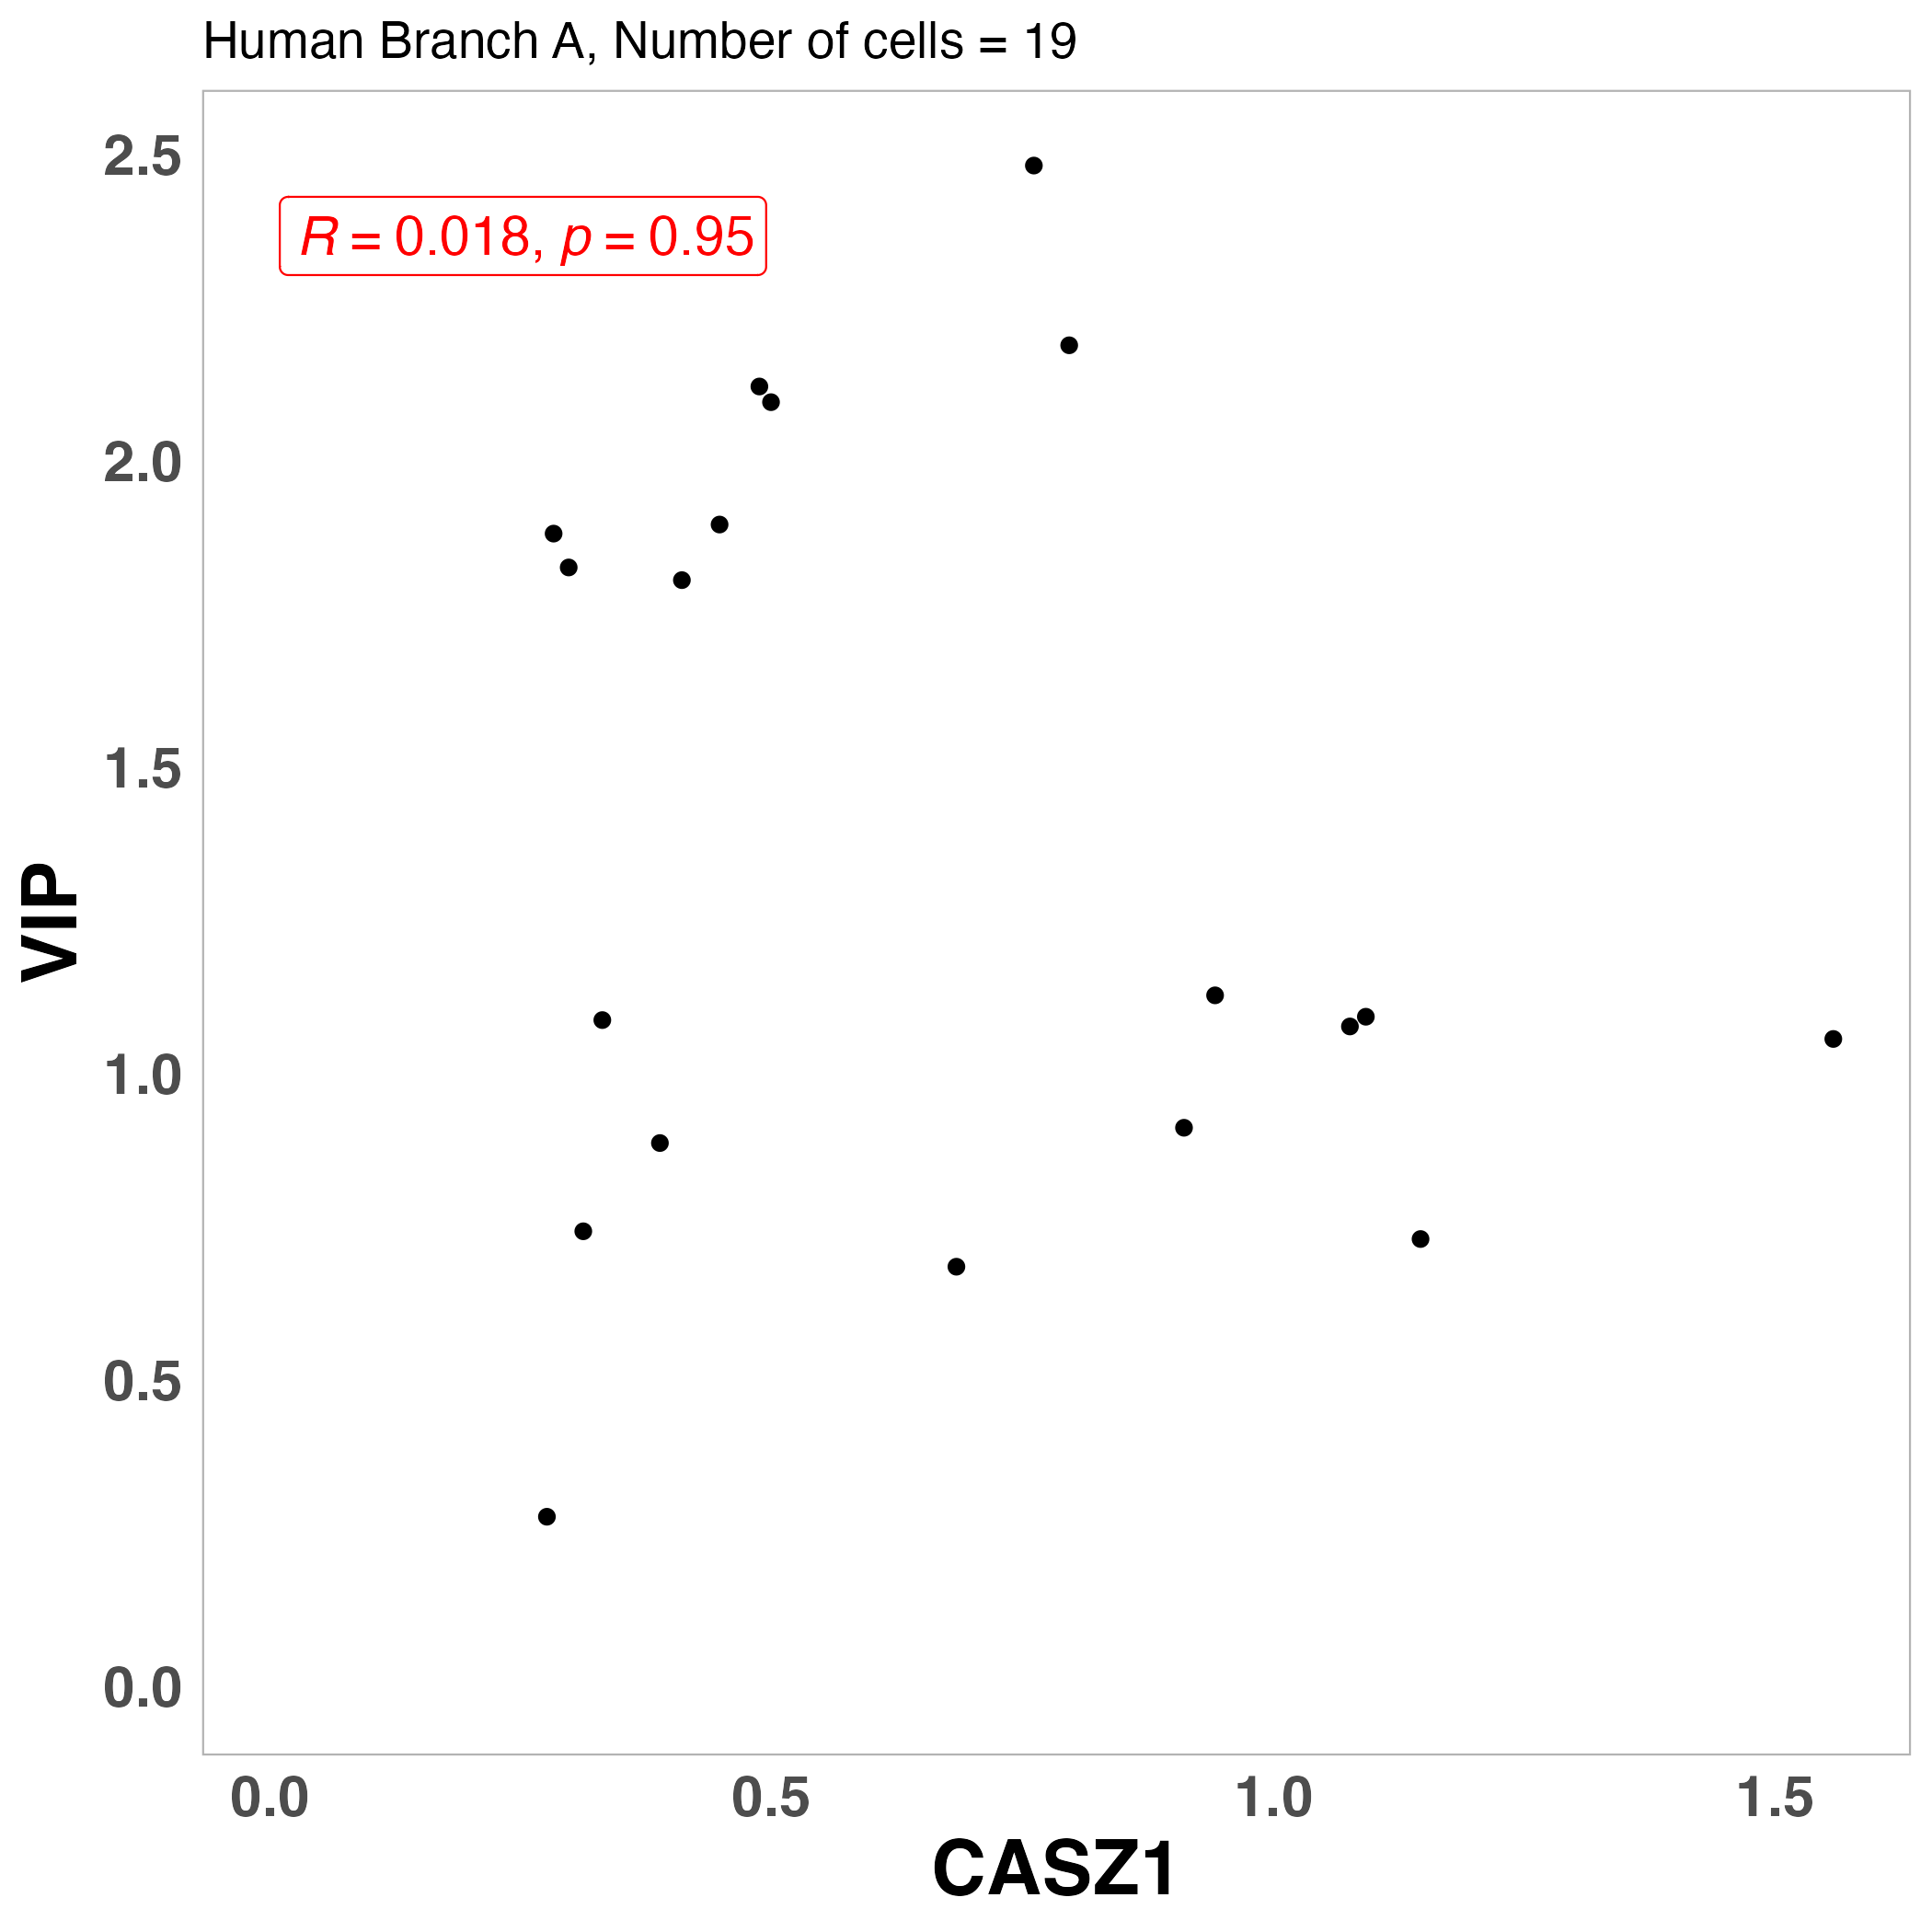 Human Branch A, Number of cells = 19
2.5
R = 0.018, p = 0.95
2.0
1.5
VIP
1.0
0.5
0.0
0.0 0.5 1.0 1.5
CASZ1